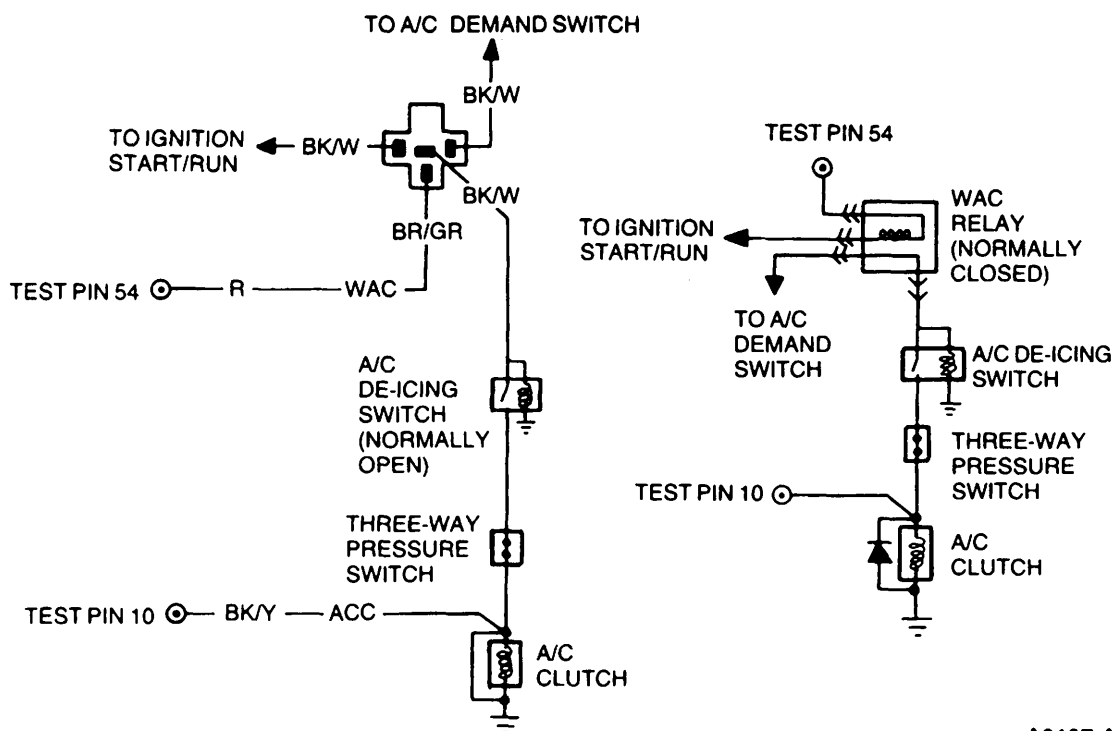 TO A/C DEMAND SWITCH
BK/W
TO IGNITION
START/RUN
BK/W
BK/W
BR/GR
TEST PIN 54
R
WAC
A/C
DE-ICING
SWITCH
(NORMALLY
OPEN)
THREE-WAY
PRESSURE
SWITCH
TEST PIN 10
BK/Y
ACC
A/C
CLUTCH
TEST PIN 54
WAC
RELAY
(NORMALLY
CLOSED)
TO IGNITION
START/RUN
TO A/C
DEMAND
SWITCH
A/C DE-ICING
SWITCH
THREE-WAY
PRESSURE
SWITCH
TEST PIN 10
A/C
CLUTCH